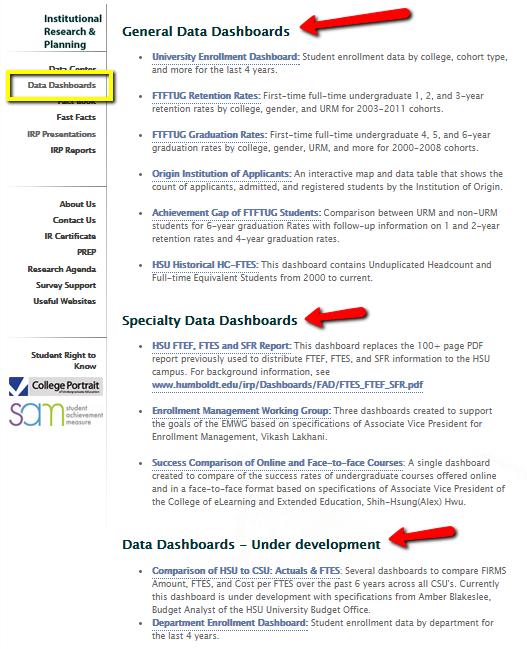 Institutional
Research &
Planning
Data Center
Data Dashboards
Fact Book
Fast Facts
IRP Presentations
IRP Reports
About Us
Contact Us
IR Certificate
PREP
Research Agenda
Survey Support
Useful Websites
Student Right to
Know
College Portrait
of Undergraduate Education
sam student
achievement
measure
General Data Dashboards
University Enrollment Dashboard: Student enrollment data by college, cohort type,
and more for the last 4 years.
FTFTUG Retention Rates: First-time full-time undergraduate 1, 2, and 3-year
retention rates by college, gender, and URM for 2003-2011 cohorts.
FTFTUG Graduation Rates: First-time full-time undergraduate 4, 5, and 6-year
graduation rates by college, gender, URM, and more for 2000-2008 cohorts.
Origin Institution of Applicants: An interactive map and data table that shows the
count of applicants, admitted, and registered students by the Institution of Origin.
Achievement Gap of FTFTUG Students: Comparison between URM and non-URM
students for 6-year graduation Rates with follow-up information on 1 and 2-year
retention rates and 4-year graduation rates.
HSU Historical HC-FTES: This dashboard contains Unduplicated Headcount and
Full-time Equivalent Students from 2000 to current.
Specialty Data Dashboards
HSU FTEF, FTES and SFR Report: This dashboard replaces the 100+ page PDF
report previously used to distribute FTEF, FTES, and SFR information to the HSU
campus. For background information, see
www.humboldt.edu/irp/Dashboards/FAD/FTES_FTEF_SFR.pdf
Enrollment Management Working Group: Three dashboards created to support
the goals of the EMWG based on specifications of Associate Vice President for
Enrollment Management, Vikash Lakhani.
Success Comparison of Online and Face-to-face Courses: A single dashboard
created to compare of the success rates of undergraduate courses offered online
and in a face-to-face format based on specifications of Associate Vice President of
the College of eLearning and Extended Education, Shih-Hsung(Alex) Hwu.
Data Dashboards - Under development
Comparison of HSU to CSU: Actuals & FTES: Several dashboards to compare FIRMS
Amount, FTES, and Cost per FTES over the past 6 years across all CSU's. Currently
this dashboard is under development with specifications from Amber Blakeslee,
Budget Analyst of the HSU University Budget Office.
Department Enrollment Dashboard: Student enrollment data by department for
the last 4 years.